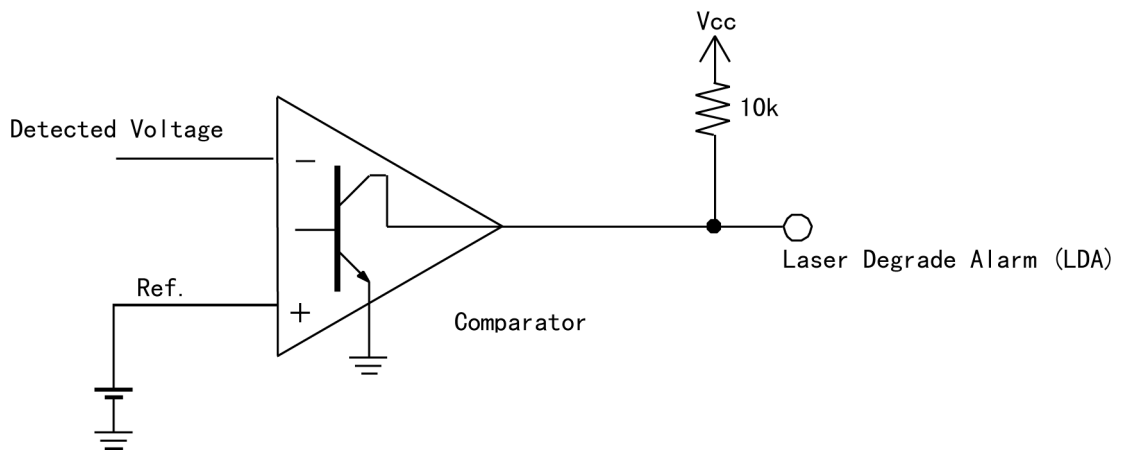 Vcc
10k
Detected Voltage
−
Ref.
+
Laser Degrade Alarm (LDA)
Comparator